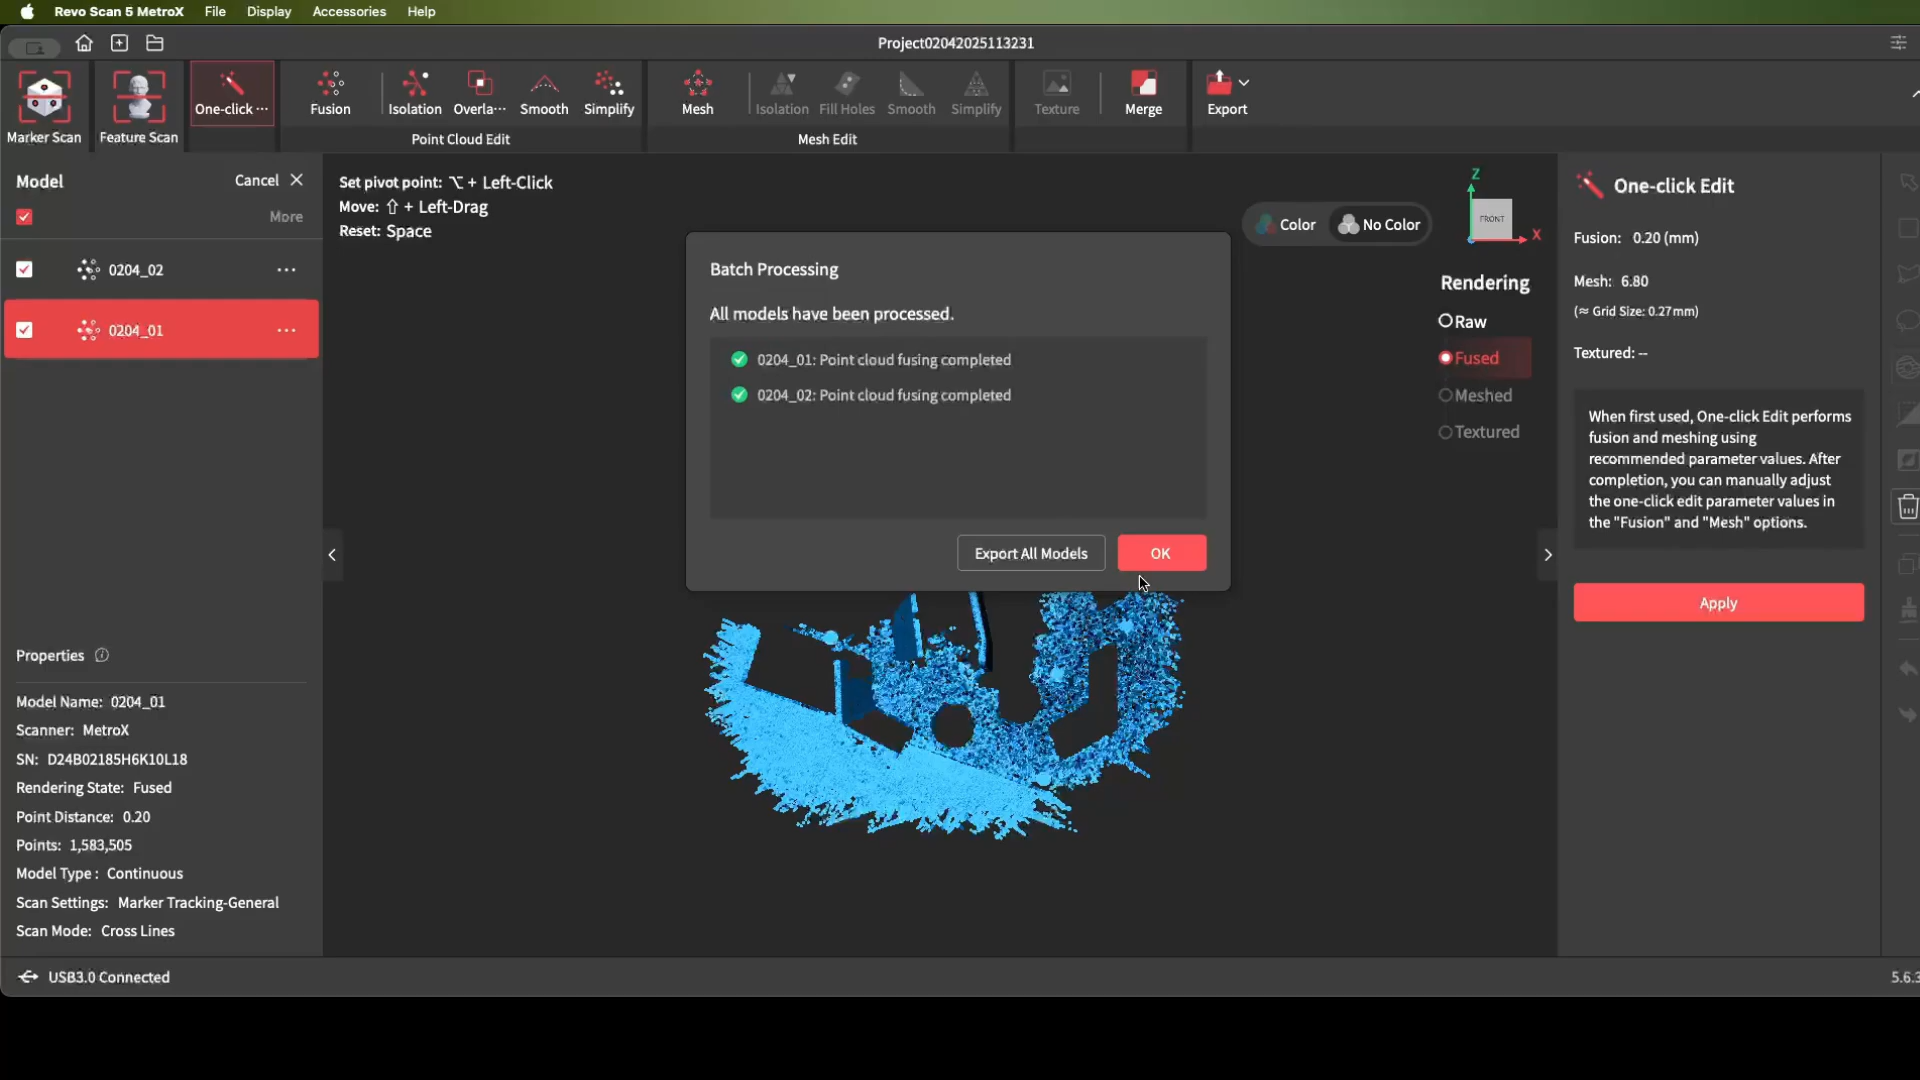 Revo Scan 5 MetroX File Display Accessories Help
Project02042025113231
Marker Scan
Feature Scan
One-click ···
Fusion
Isolation
Overla···
Smooth
Simplify
Point Cloud Edit
Mesh
Isolation
Fill Holes
Smooth
Simplify
Mesh Edit
Texture
Merge
Export
Model
Cancel
More
0204_02
0204_01
Properties
Model Name: 0204_01
Scanner: MetroX
SN: D24B02185H6K10L18
Rendering State: Fused
Point Distance: 0.20
Points: 1,583,505
Model Type : Continuous
Scan Settings: Marker Tracking-General
Scan Mode: Cross Lines
USB3.0 Connected
Set pivot point: ⌥ + Left-Click
Move: ⇧ + Left-Drag
Reset: Space
Batch Processing
All models have been processed.
0204_01: Point cloud fusing completed
0204_02: Point cloud fusing completed
Export All Models
OK
Color
No Color
Z
FRONT
X
Rendering
Raw
Fused
Meshed
Textured
One-click Edit
Fusion: 0.20 (mm)
Mesh: 6.80
(≈ Grid Size: 0.27mm)
Textured: --
When first used, One-click Edit performs
fusion and meshing using
recommended parameter values. After
completion, you can manually adjust
the one-click edit parameter values in
the "Fusion" and "Mesh" options.
Apply
5.6.3